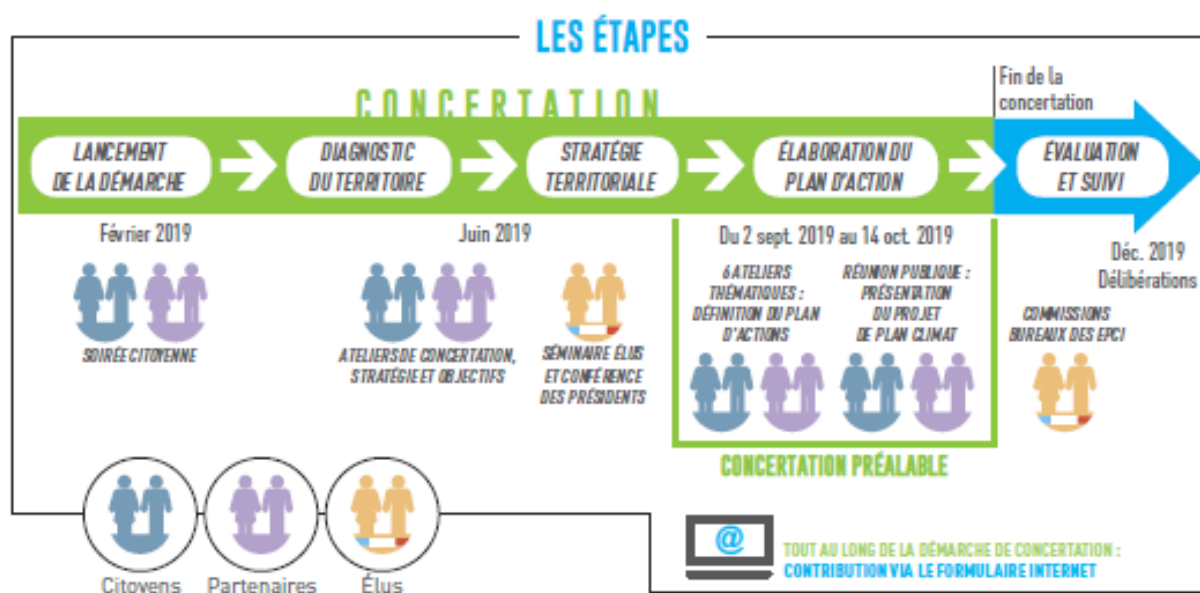 LES ÉTAPES
Fin de la
concertation
CONCERTATION
LANCEMENT
DE LA DÉMARCHE
DIAGNOSTIC
DU TERRITOIRE
STRATÉGIE
TERRITORIALE
ÉLABORATION DU
PLAN D'ACTION
ÉVALUATION
ET SUIVI
Février 2019
Juin 2019
Du 2 sept. 2019 au 14 oct. 2019
Déc. 2019
Délibérations
SOIRÉE CITOYENNE
ATELIERS DE CONCERTATION,
STRATÉGIE ET OBJECTIFS
SÉMINAIRE ÉLUS
ET CONFÉRENCE
DES PRÉSIDENTS
6 ATELIERS
THÉMATIQUES :
DÉFINITION DU PLAN
D'ACTIONS
RÉUNION PUBLIQUE :
PRÉSENTATION
DU PROJET
DE PLAN CLIMAT
COMMISSIONS
BUREAUX DES EPCI
CONCERTATION PRÉALABLE
Citoyens
Partenaires
Élus
@
TOUT AU LONG DE LA DÉMARCHE DE CONCERTATION :
CONTRIBUTION VIA LE FORMULAIRE INTERNET